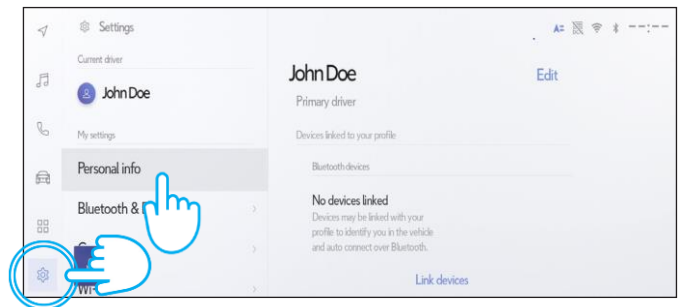 Settings
Current driver
John Doe
My settings
Personal info
Bluetooth &
Wi-
John Doe
Edit
Primary driver
Devices linked to your profile
Bluetooth devices
No devices linked
Devices may be linked with your
profile to identify you in the vehicle
and auto connect over Bluetooth.
Link devices
A
--:--